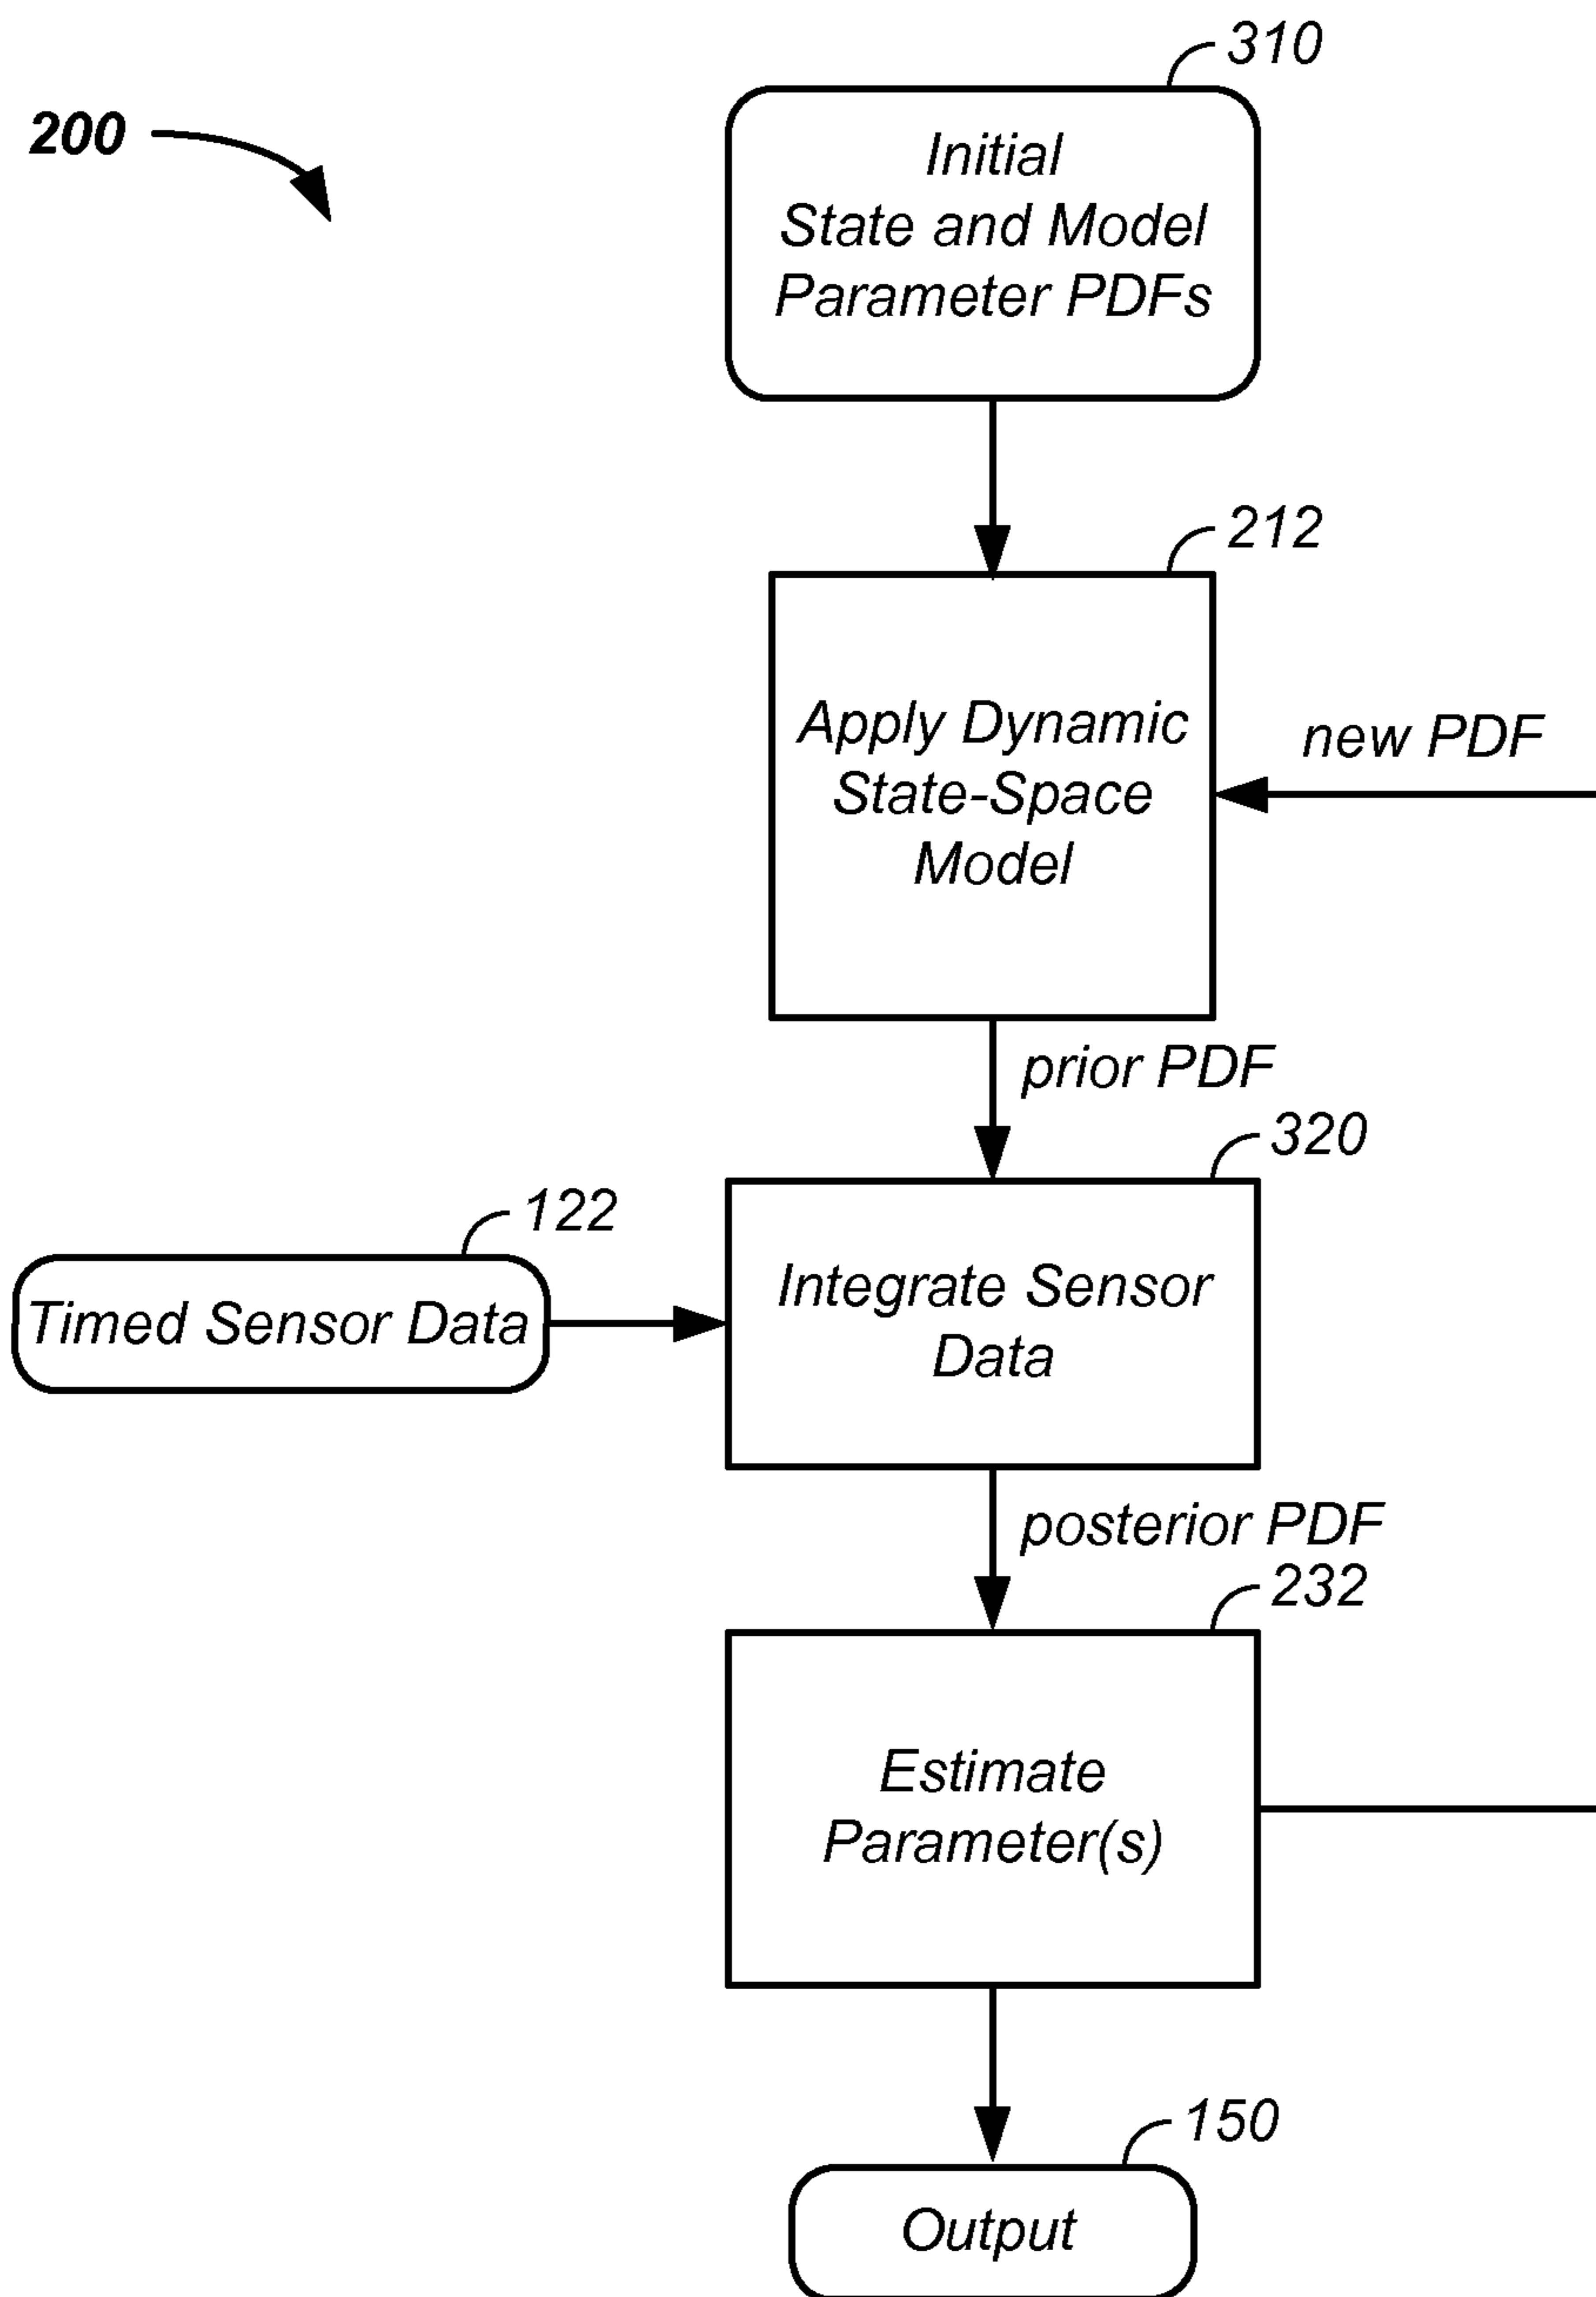 310
200
Initial
State and Model
Parameter PDFs
212
Apply Dynamic
State-Space
Model
new PDF
prior PDF
320
122
Integrate Sensor
Data
Timed Sensor Data
posterior PDF
232
Estimate
Parameter(s)
150
Output